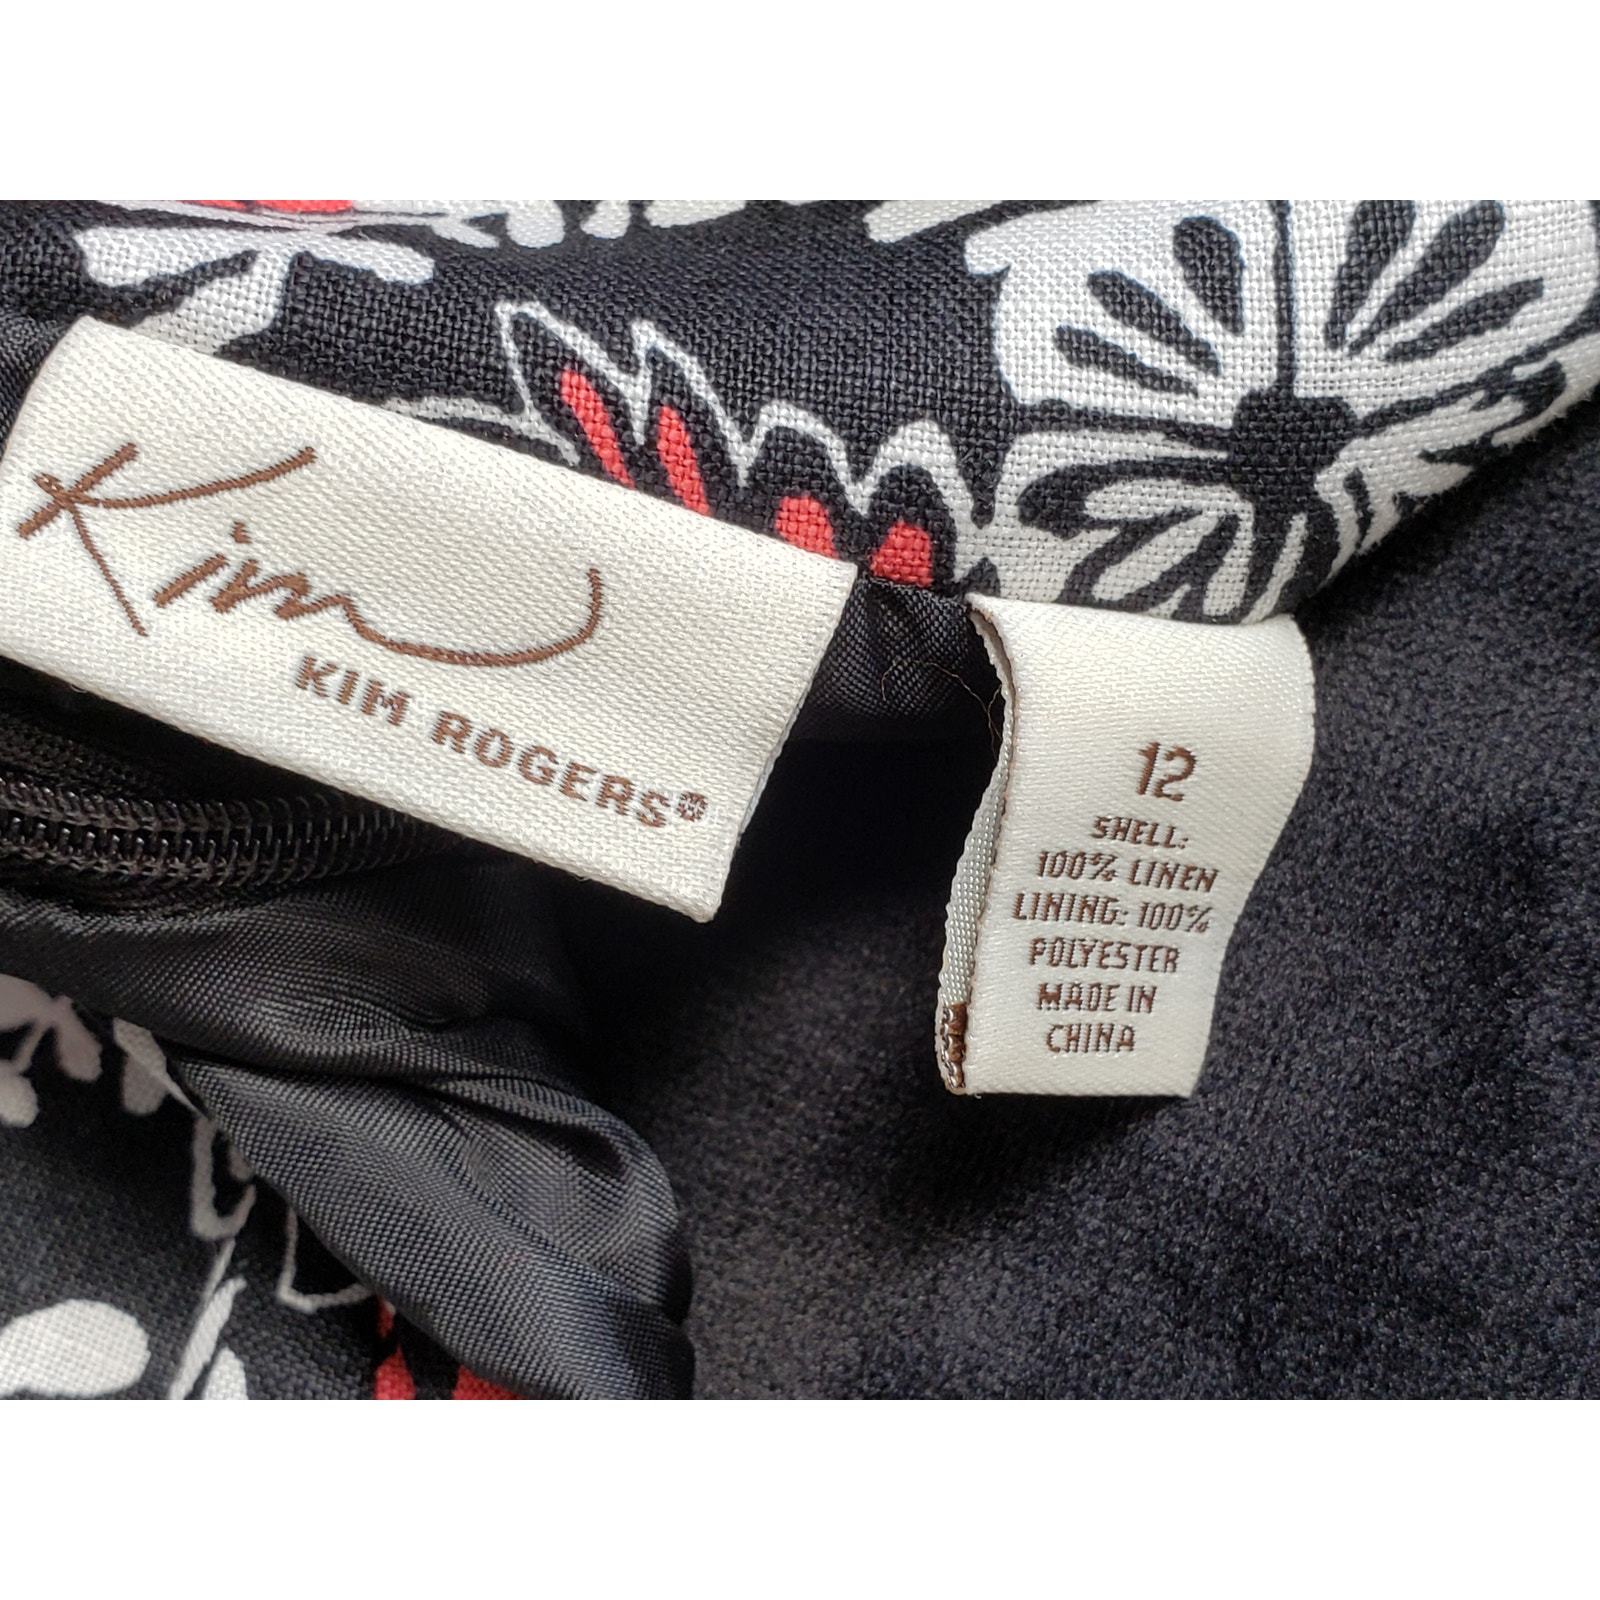 Kim
KIM ROGERS®
12
SHELL:
100% LINEN
LINING: 100%
POLYESTER
MADE IN
CHINA